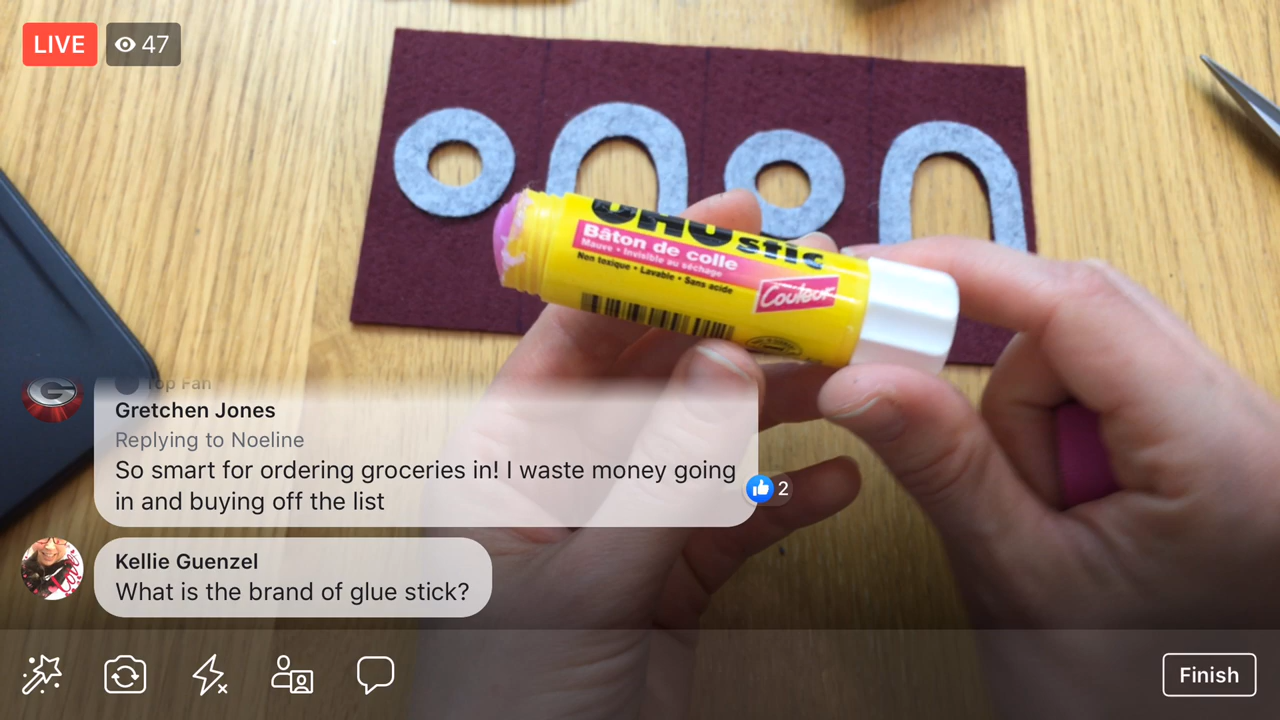 LIVE
47
UHU stic
Bâton de colle
Mauve • Invisible au séchage
Non toxique • Lavable • Sans acide
Couleur
Top Fan
Gretchen Jones
Replying to Noeline
So smart for ordering groceries in! I waste money going
in and buying off the list
2
Kellie Guenzel
What is the brand of glue stick?
Finish